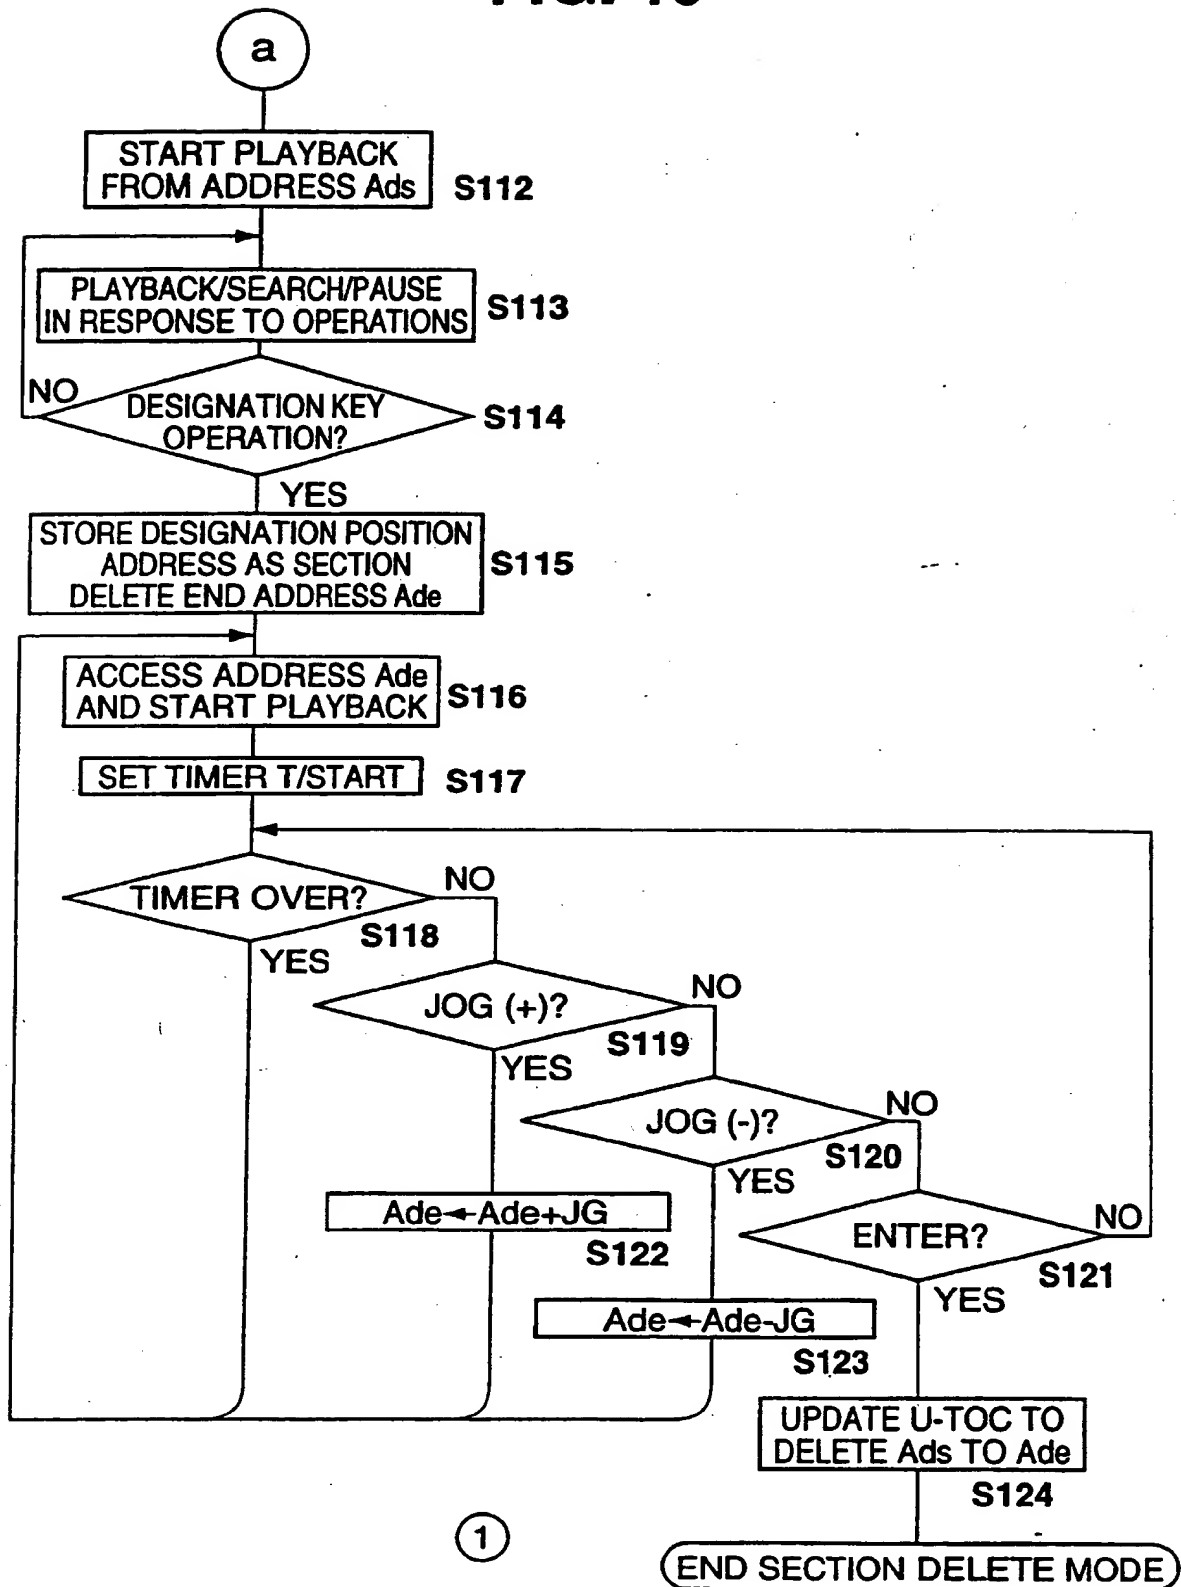 a
START PLAYBACK
FROM ADDRESS Ads
S112
PLAYBACK/SEARCH/PAUSE
IN RESPONSE TO OPERATIONS
S113
NO
DESIGNATION KEY
OPERATION?
S114
YES
STORE DESIGNATION POSITION
ADDRESS AS SECTION
DELETE END ADDRESS Ade
S115
ACCESS ADDRESS Ade
AND START PLAYBACK
S116
SET TIMER T/START
S117
TIMER OVER?
NO
S118
YES
JOG (+)?
NO
S119
YES
JOG (-)?
NO
S120
YES
Ade←Ade+JG
S122
ENTER?
NO
S121
YES
Ade←Ade-JG
S123
UPDATE U-TOC TO
DELETE Ads TO Ade
S124
1
END SECTION DELETE MODE